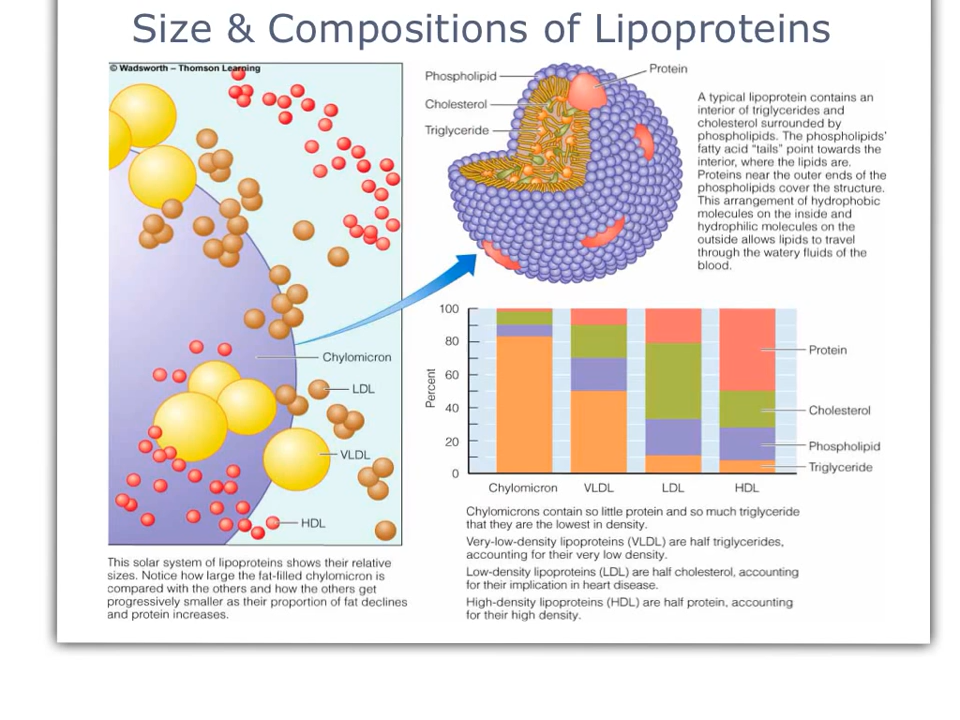 Size & Compositions of Lipoproteins
© Wadsworth – Thomson Learning
Chylomicron
LDL
VLDL
HDL
This solar system of lipoproteins shows their relative
sizes. Notice how large the fat-filled chylomicron is
compared with the others and how the others get
progressively smaller as their proportion of fat declines
and protein increases.
Phospholipid
Cholesterol
Triglyceride
Protein
A typical lipoprotein contains an
interior of triglycerides and
cholesterol surrounded by
phospholipids. The phospholipids'
fatty acid “tails” point towards the
interior, where the lipids are.
Proteins near the outer ends of the
phospholipids cover the structure.
This arrangement of hydrophobic
molecules on the inside and
hydrophilic molecules on the
outside allows lipids to travel
through the watery fluids of the
blood.
Percent
100
80
60
40
20
0
Chylomicron VLDL LDL HDL
Protein
Cholesterol
Phospholipid
Triglyceride
Chylomicrons contain so little protein and so much triglyceride
that they are the lowest in density.
Very-low-density lipoproteins (VLDL) are half triglycerides,
accounting for their very low density.
Low-density lipoproteins (LDL) are half cholesterol, accounting
for their implication in heart disease.
High-density lipoproteins (HDL) are half protein, accounting
for their high density.